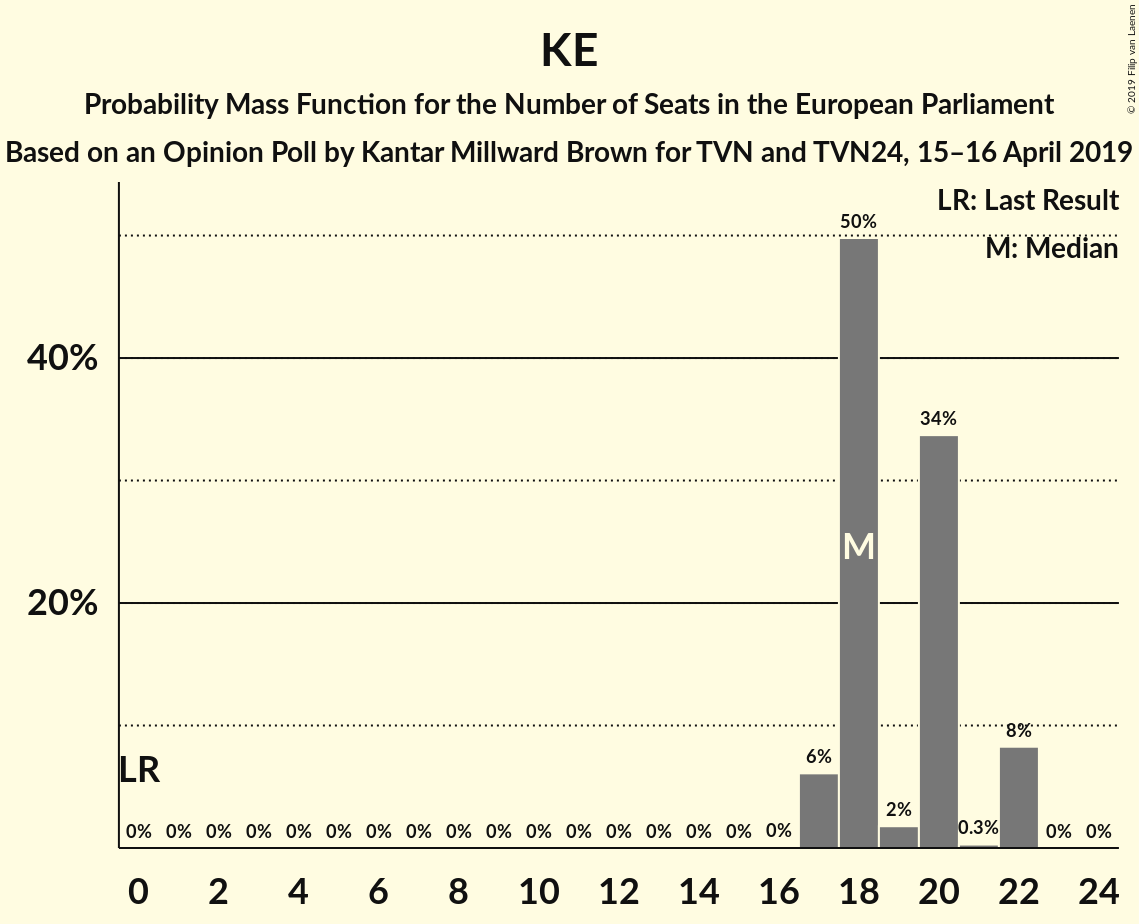 KE
Probability Mass Function for the Number of Seats in the European Parliament
Based on an Opinion Poll by Kantar Millward Brown for TVN and TVN24, 15–16 April 2019
© 2019 Filip van Laenen
LR: Last Result
M: Median
50%
40%
34%
M
20%
8%
6%
LR
2%
0% 0% 0% 0% 0% 0% 0% 0% 0% 0% 0% 0% 0% 0% 0% 0% 0% 0.3% 0% 0%
0 2 4 6 8 10 12 14 16 18 20 22 24